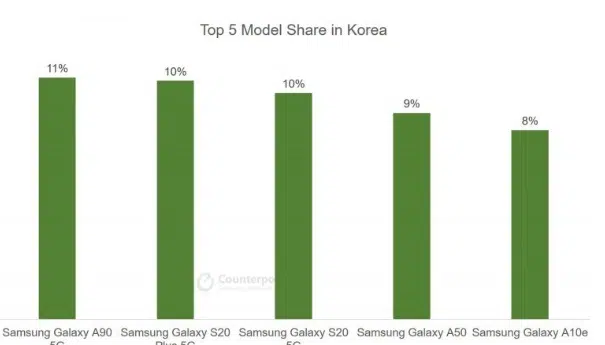 Top 5 Model Share in Korea
11%
10%
10%
9%
8%
Counterpo
Samsung Galaxy A90
5G
Samsung Galaxy S20
Plus 5G
Samsung Galaxy S20
5G
Samsung Galaxy A50
Samsung Galaxy A10e